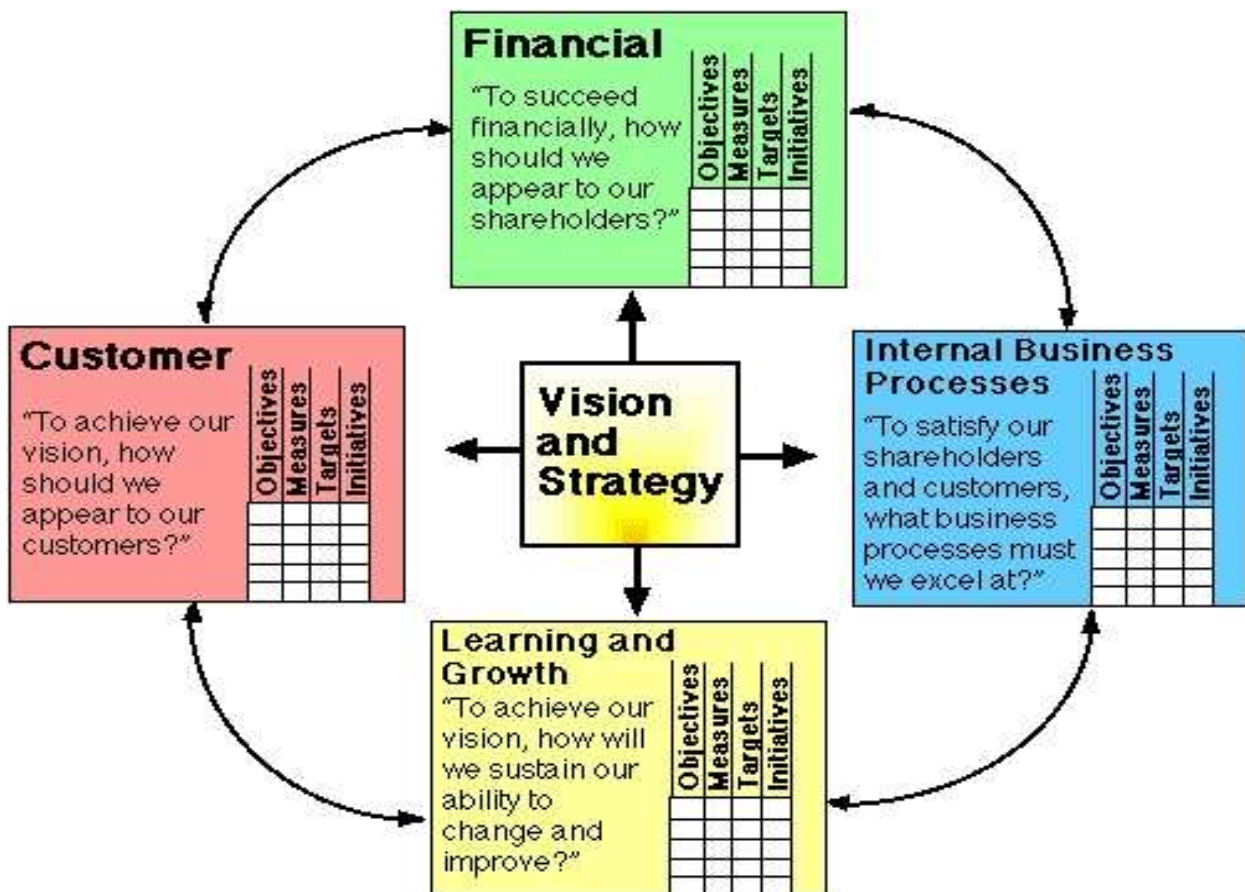 Financial
“To succeed
financially, how
should we
appear to our
shareholders?”
Objectives
Measures
Targets
Initiatives
Customer
“To achieve our
vision, how
should we
appear to our
customers?”
Objectives
Measures
Targets
Initiatives
Vision
and
Strategy
Internal Business
Processes
“To satisfy our
shareholders
and customers,
what business
processes must
we excel at?”
Objectives
Measures
Targets
Initiatives
Learning and
Growth
“To achieve our
vision, how will
we sustain our
ability to
change and
improve?”
Objectives
Measures
Targets
Initiatives